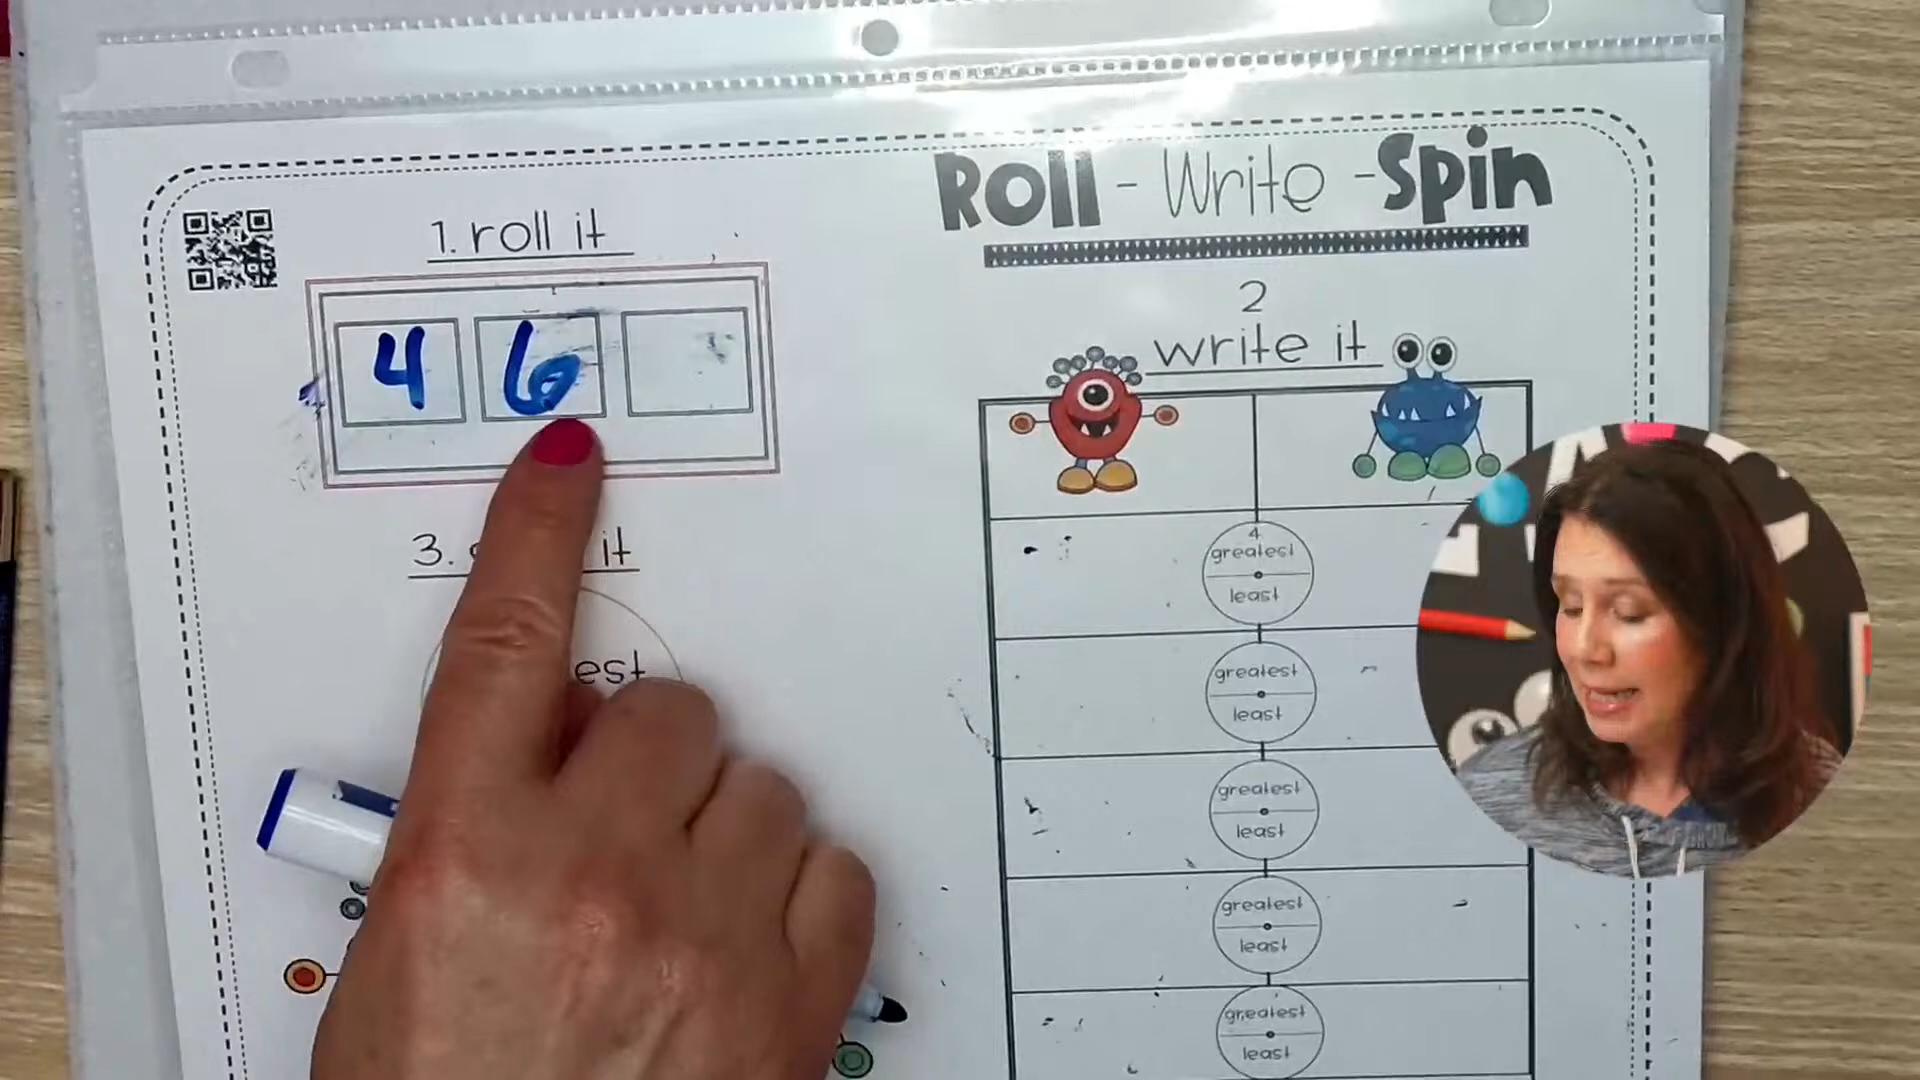 Roll - Write - Spin
1. roll it
4 6
2
write it
3. it
est
4
greatest
least
greatest
least
greatest
least
greatest
least
greatest
least